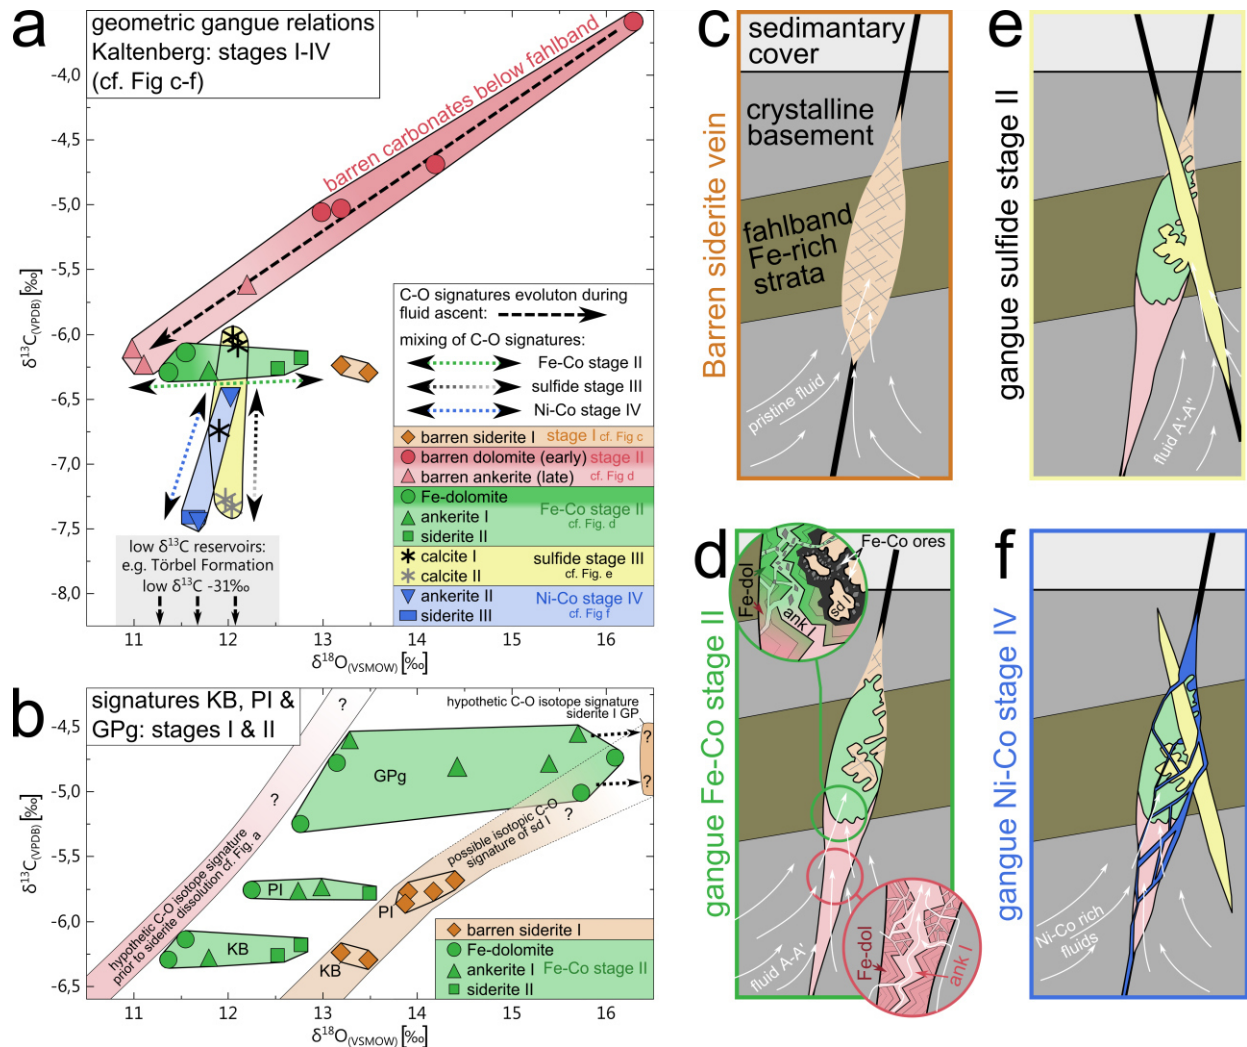 a
geometric gangue relations
Kaltenberg: stages I-IV
(cf. Fig c-f)
barren carbonates below fahlband
-4,0
-4,5
-5,0
-5,5
-6,0
-6,5
-7,0
-7,5
-8,0
δ13C(VPDB) [‰]
C-O signatures evoluton during
fluid ascent:
mixing of C-O signatures:
Fe-Co stage II
sulfide stage III
Ni-Co stage IV
barren siderite I stage I cf. Fig c
barren dolomite (early) stage II
barren ankerite (late) cf. Fig d
Fe-dolomite
ankerite I Fe-Co stage II
cf. Fig. d
siderite II
calcite I sulfide stage III
calcite II cf. Fig. e
ankerite II Ni-Co stage IV
siderite III cf. Fig f
low δ13C reservoirs:
e.g. Törbel Formation
low δ13C -31‰
11 12 13 14 15 16
δ18O(VSMOW) [‰]
b
signatures KB, PI &
GPg: stages I & II
-4,5
-5,0
-5,5
-6,0
-6,5
δ13C(VPDB) [‰]
hypothetic C-O isotope signature
siderite I GP
?
?
?
?
?
GPg
PI
KB
PI
KB
hypothetic C-O isotope signature
prior to siderite dissolution cf. Fig. a
possible isotopic C-O
signature of sd I
barren siderite I
Fe-dolomite
ankerite I Fe-Co stage II
siderite II
11 12 13 14 15 16
δ18O(VSMOW) [‰]
c
Barren siderite vein
sedimantary
cover
crystalline
basement
fahlband
Fe-rich
strata
pristine fluid
e
gangue sulfide stage II
fluid A'-A''
d
gangue Fe-Co stage II
Fe-Co ores
Fe-dol
ank I
sd I
fluid A-A'
Fe-dol
ank I
f
gangue Ni-Co stage IV
Ni-Co rich
fluids